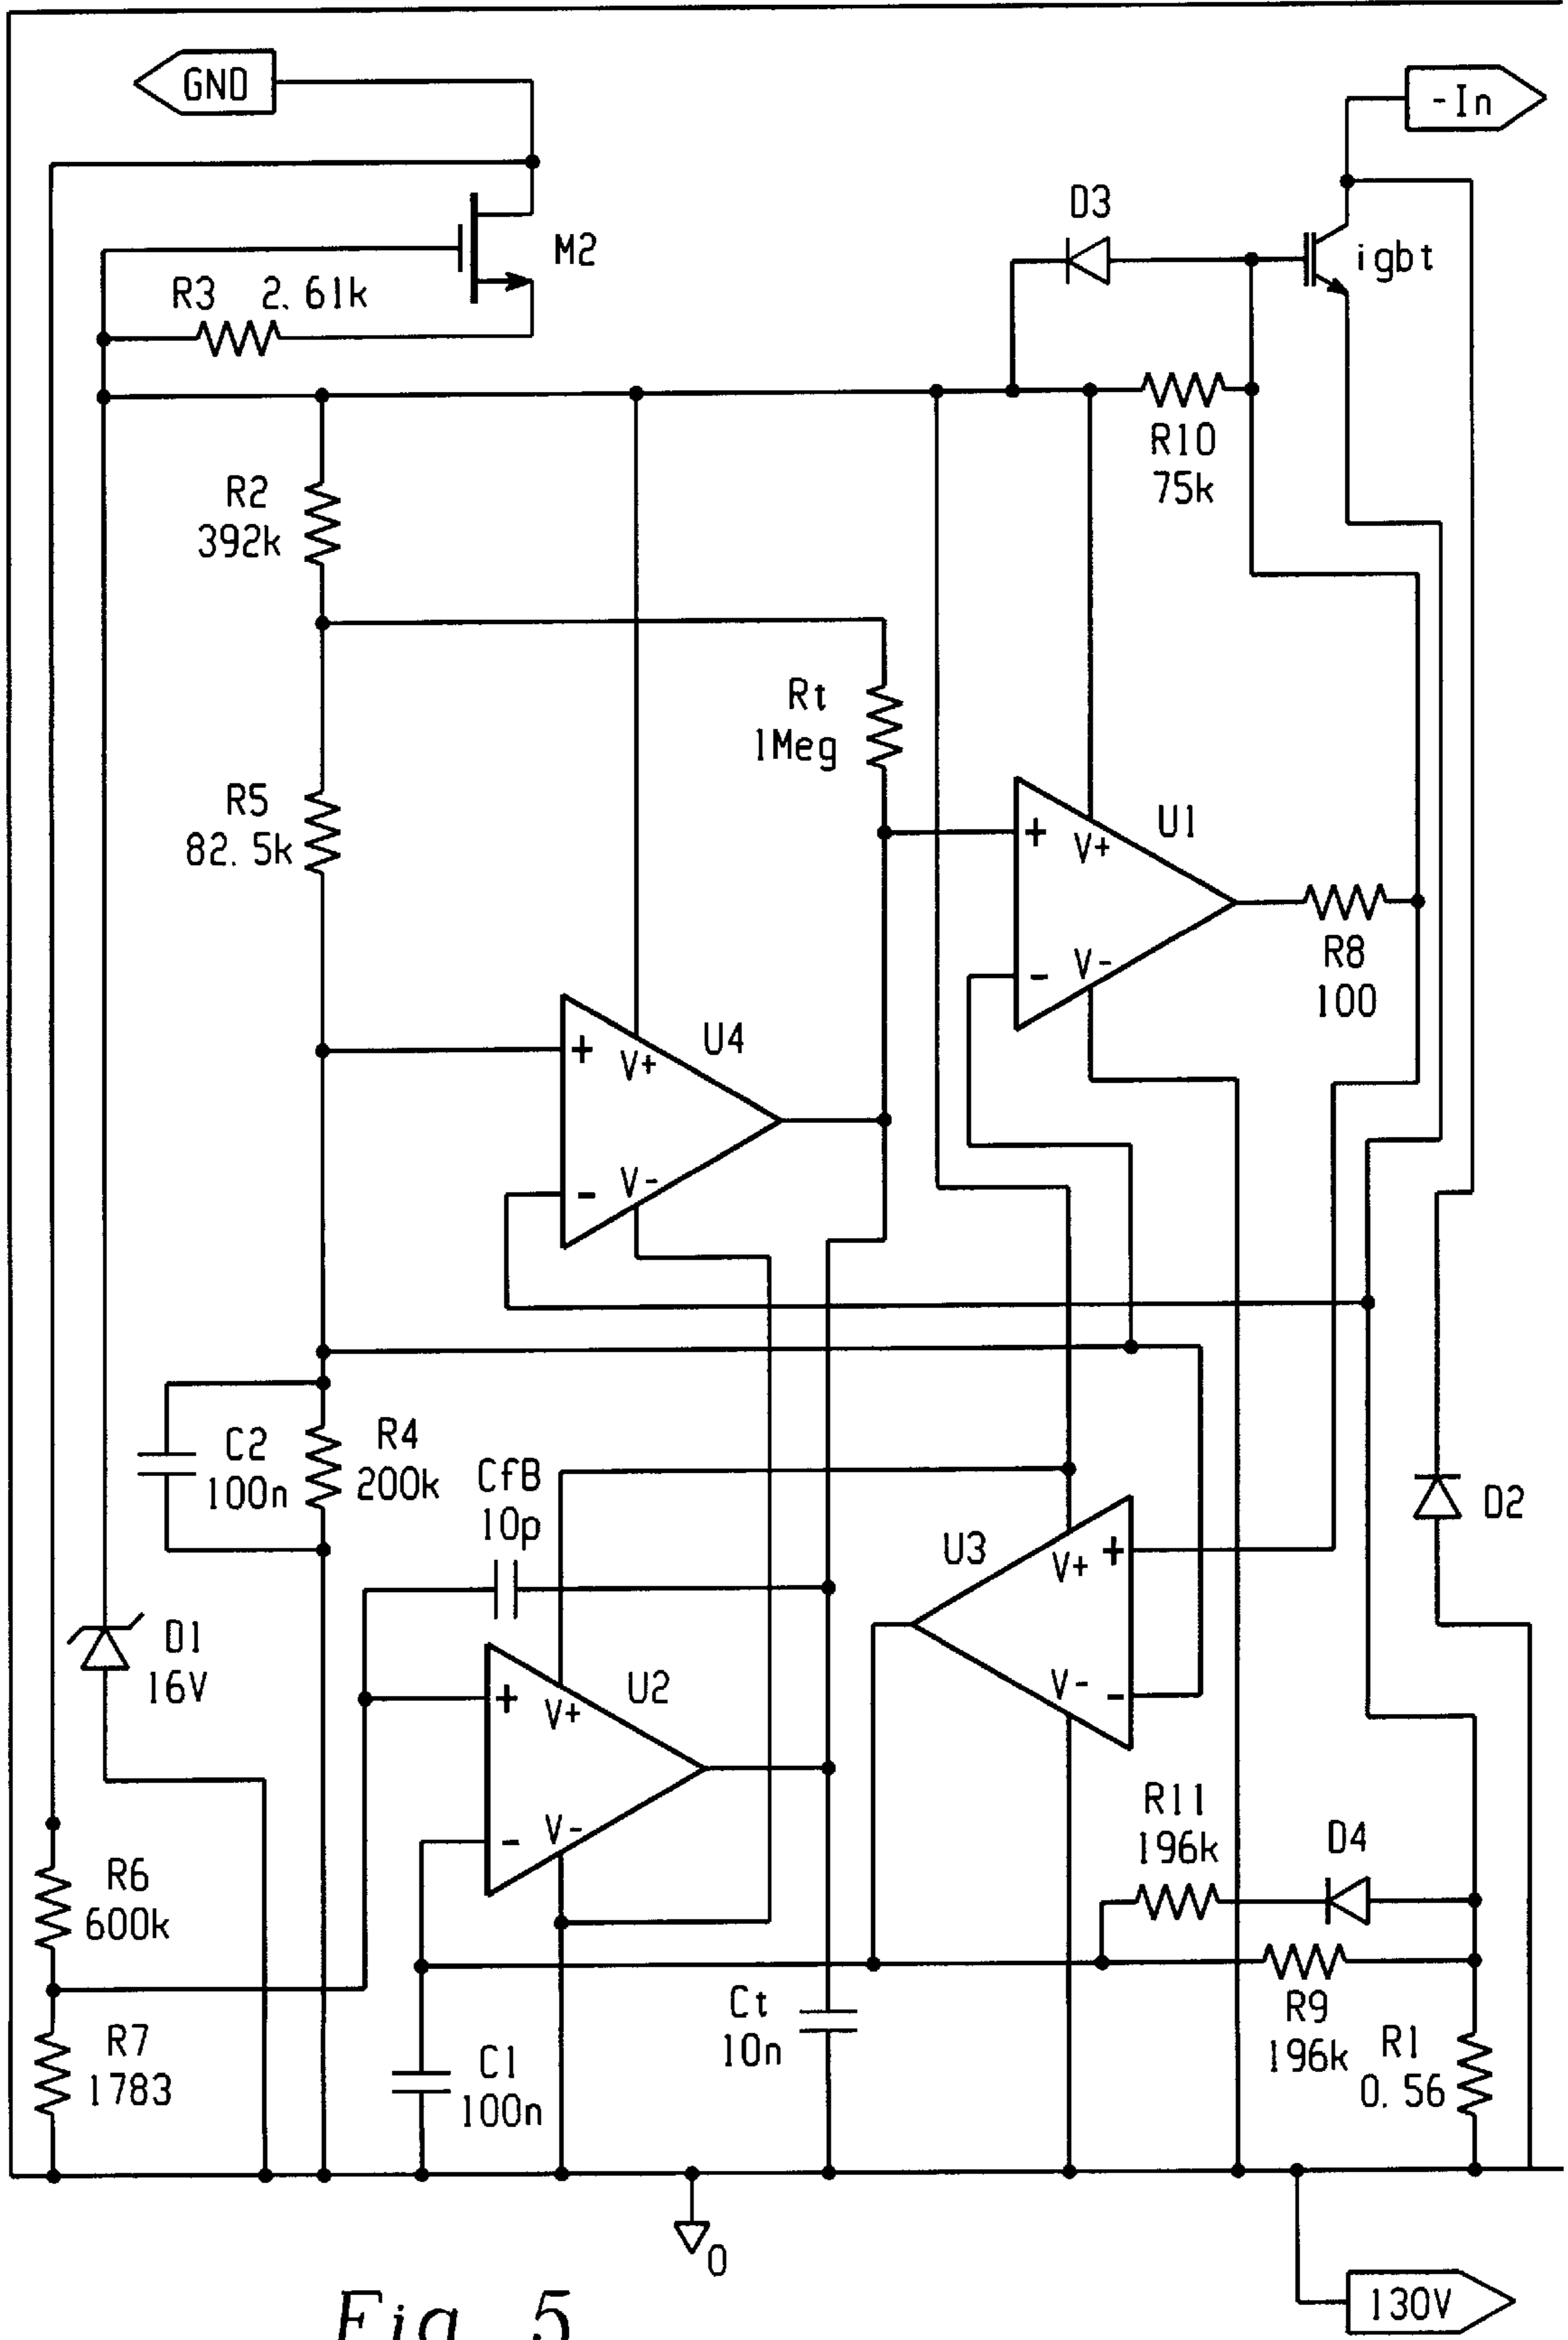 GND
-In
D3
M2
igbt
R3 2.61k
R10
75k
R2
392k
Rt
1Meg
R5
82.5k
+
V+
U1
V-
-
R8
100
+
V+
U4
V-
-
C2
100n
R4
200k
CfB
10p
U3
V+
+
V-
-
D2
D1
16V
+
V+
U2
V-
-
R11
196k
D4
R6
600k
R9
196k
R7
1783
C1
100n
Ct
10n
R1
0.56
0
130V
Fig. 5